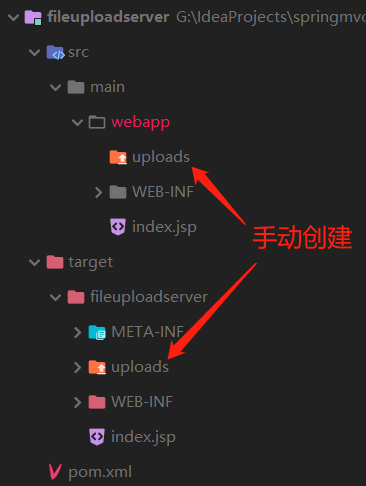 fileuploadserver G:\IdeaProjects\springmvc
src
main
webapp
uploads
WEB-INF
index.jsp
手动创建
target
fileuploadserver
META-INF
uploads
WEB-INF
index.jsp
pom.xml